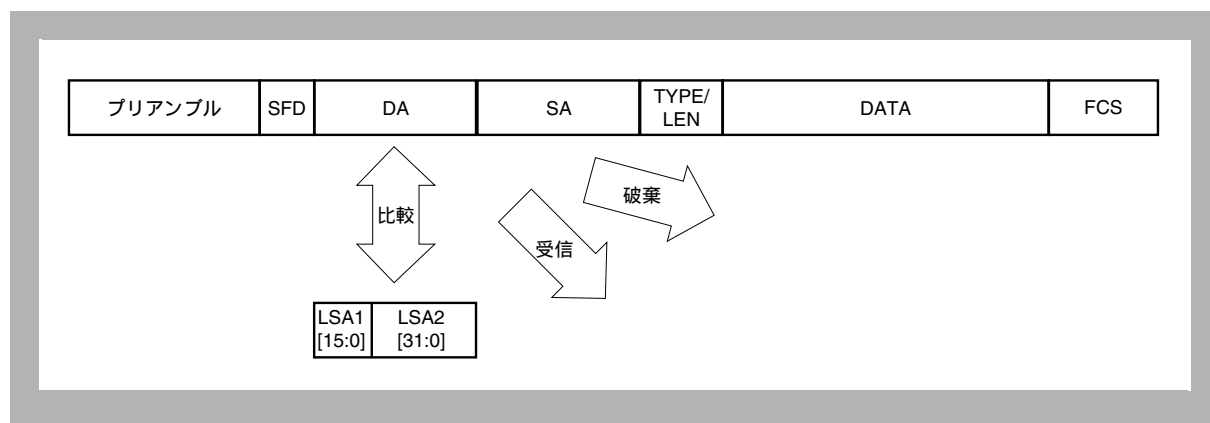 プリアンブル
SFD
DA
SA
TYPE/
LEN
DATA
FCS
比較
受信
破棄
LSA1
[15:0]
LSA2
[31:0]